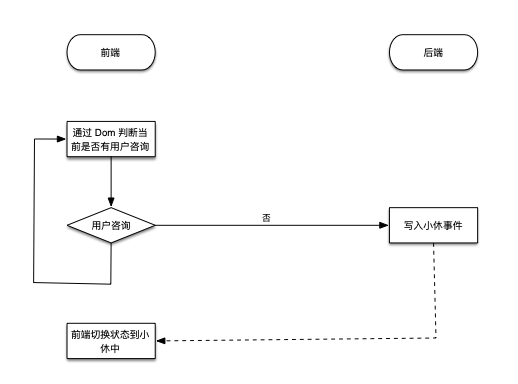 前端
后端
通过 Dom 判断当
前是否有用户咨询
用户咨询
否
写入小休事件
前端切换状态到小
休中